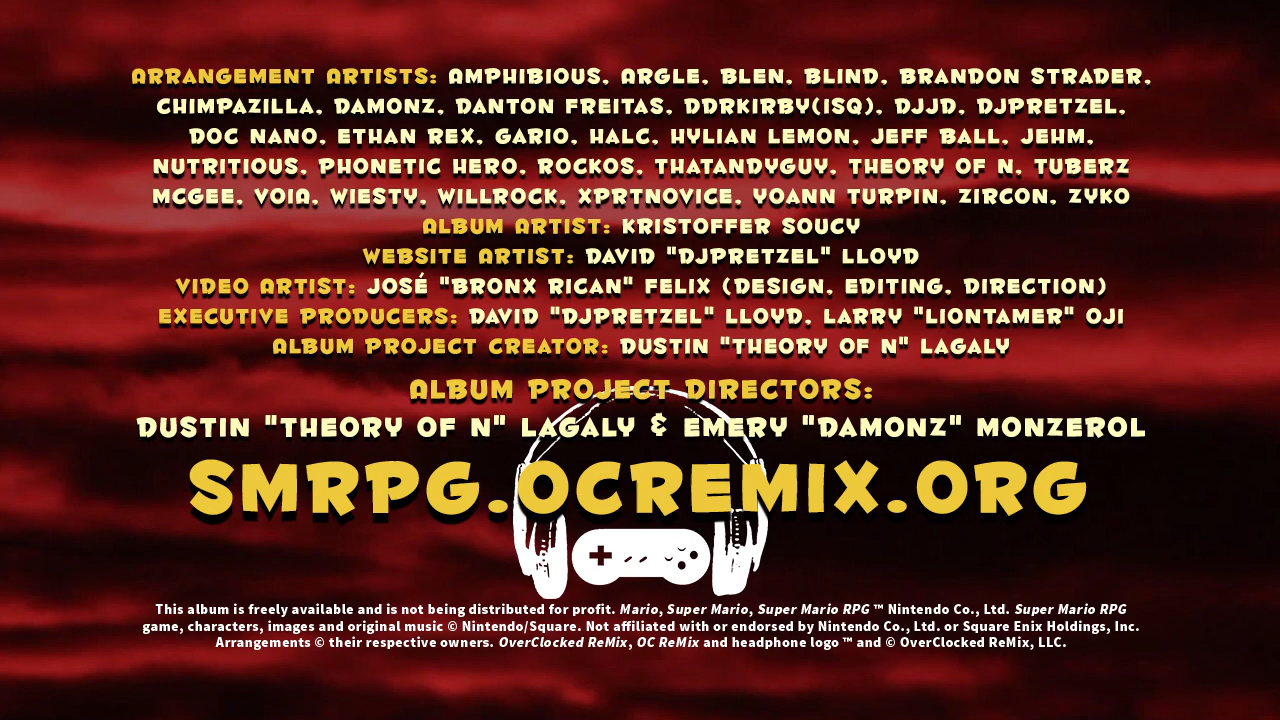 ARRANGEMENT ARTISTS: AMPHIBIOUS, ARGLE, BLEN, BLIND, BRANDON STRADER,
CHIMPAZILLA, DAMONZ, DANTON FREITAS, DDRKIRBY(ISQ), DJJD, DJPRETZEL,
DOC NANO, ETHAN REX, GARIO, HALC, HYLIAN LEMON, JEFF BALL, JEHM,
NUTRITIOUS, PHONETIC HERO, ROCKOS, THATANDYGUY, THEORY OF N, TUBERZ
MCGEE, VOIA, WIESTY, WILLROCK, XPRTNOVICE, YOANN TURPIN, ZIRCON, ZYKO
ALBUM ARTIST: KRISTOFFER SOUCY
WEBSITE ARTIST: DAVID "DJPRETZEL" LLOYD
VIDEO ARTIST: JOSÉ "BRONX RICAN" FELIX (DESIGN, EDITING, DIRECTION)
EXECUTIVE PRODUCERS: DAVID "DJPRETZEL" LLOYD, LARRY "LIONTAMER" OJI
ALBUM PROJECT CREATOR: DUSTIN "THEORY OF N" LAGALY
ALBUM PROJECT DIRECTORS:
DUSTIN "THEORY OF N" LAGALY & EMERY "DAMONZ" MONZEROL
SMRPG.OCREMIX.ORG
This album is freely available and is not being distributed for profit. Mario, Super Mario, Super Mario RPG ™ Nintendo Co., Ltd. Super Mario RPG
game, characters, images and original music © Nintendo/Square. Not affiliated with or endorsed by Nintendo Co., Ltd. or Square Enix Holdings, Inc.
Arrangements © their respective owners. OverClocked ReMix, OC ReMix and headphone logo ™ and © OverClocked ReMix, LLC.